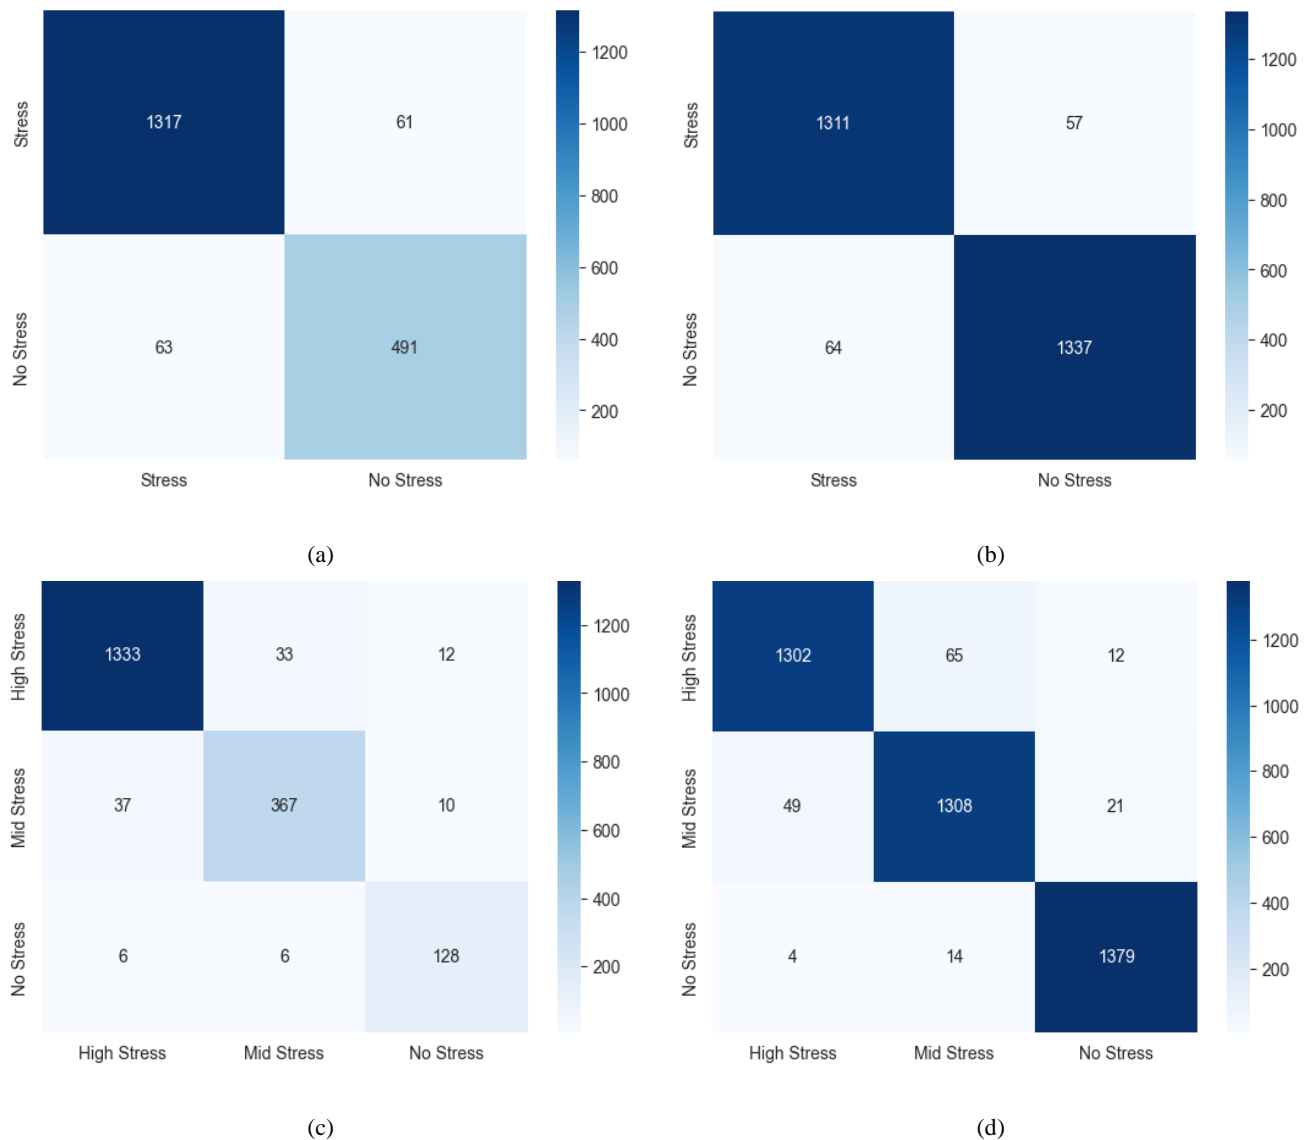 Stress
1317 61
No Stress
63 491
Stress No Stress
1200
1000
800
600
400
200
(a)
Stress
1311 57
No Stress
64 1337
Stress No Stress
1200
1000
800
600
400
200
(b)
High Stress
1333 33 12
Mid Stress
37 367 10
No Stress
6 6 128
High Stress Mid Stress No Stress
1200
1000
800
600
400
200
(c)
High Stress
1302 65 12
Mid Stress
49 1308 21
No Stress
4 14 1379
High Stress Mid Stress No Stress
1200
1000
800
600
400
200
(d)